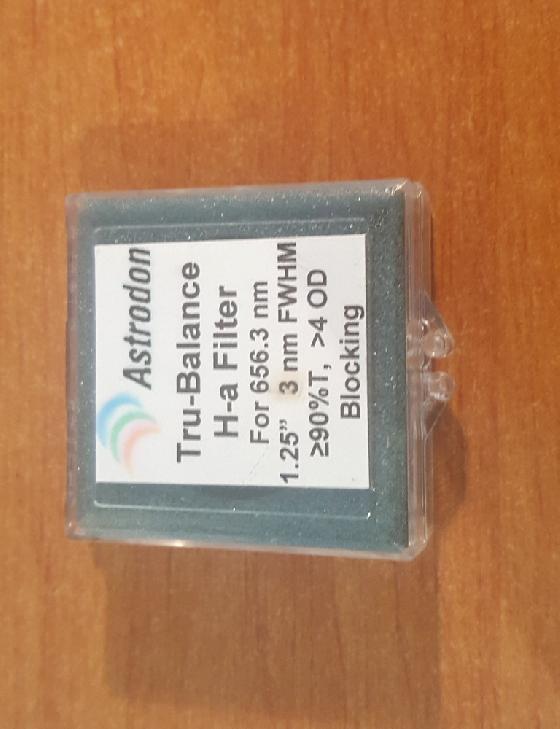 Astrodon
Tru-Balance
H-a Filter
For 656.3 nm
1.25” 3 nm FWHM
≥90%T, >4 OD
Blocking